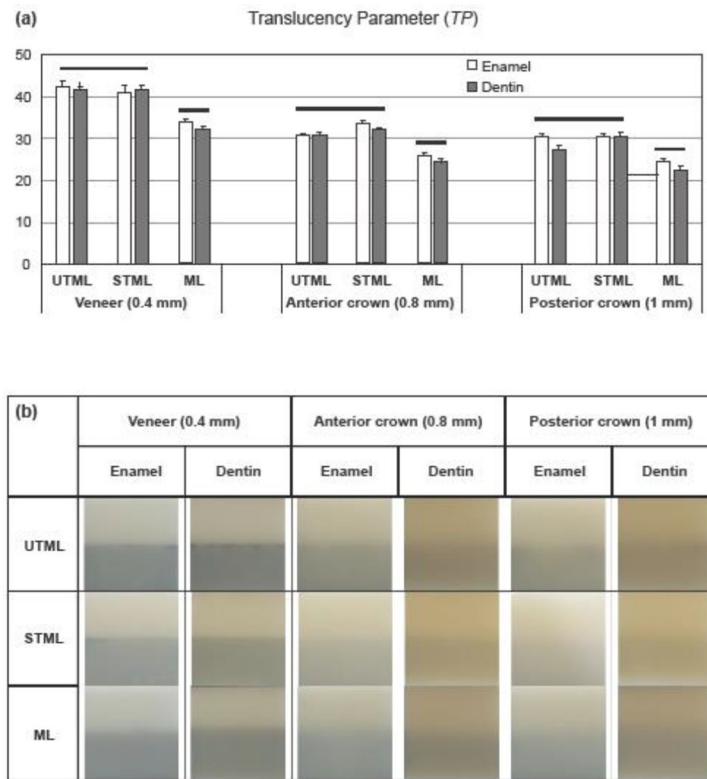 (a) Translucency Parameter (TP)
50
40
30
20
10
0
Enamel
Dentin
UTML STML ML UTML STML ML UTML STML ML
Veneer (0.4 mm) Anterior crown (0.8 mm) Posterior crown (1 mm)
(b) Veneer (0.4 mm) Anterior crown (0.8 mm) Posterior crown (1 mm)
Enamel Dentin Enamel Dentin Enamel Dentin
UTML
STML
ML